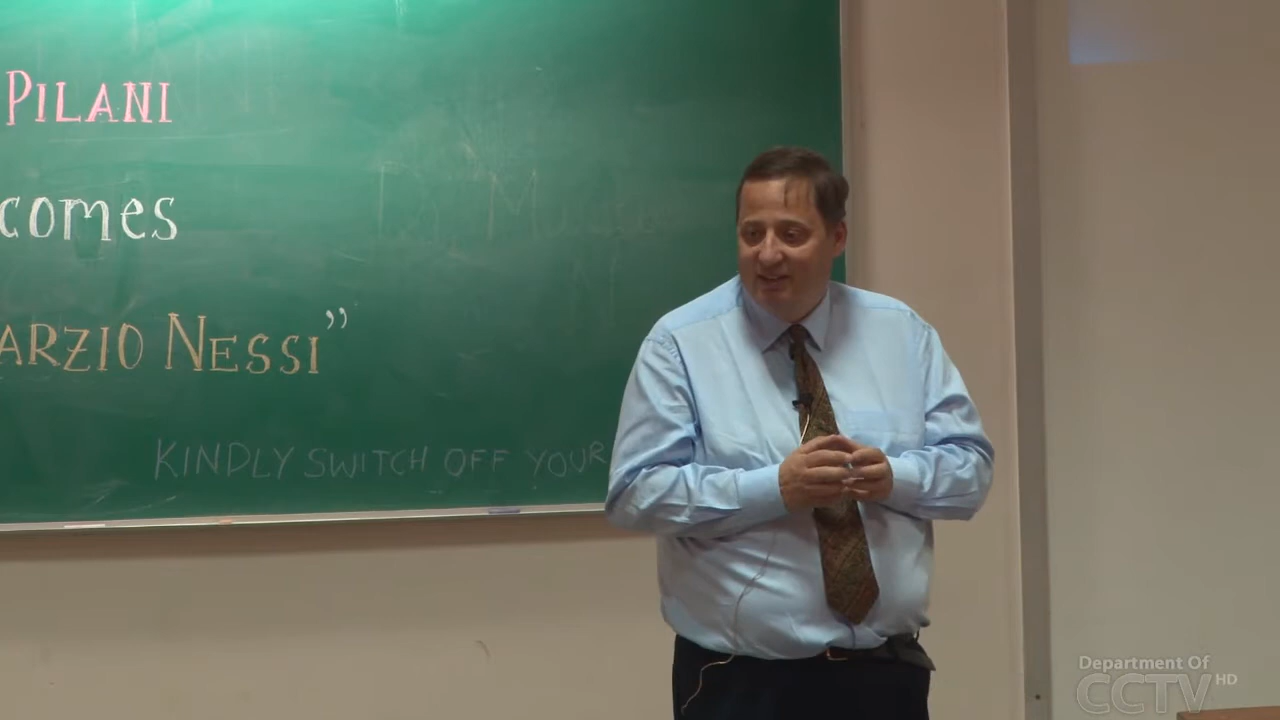 PILANI
comes
ARZIO NESSI”
KINDLY SWITCH OFF YOUR
Department Of
CCTV HD